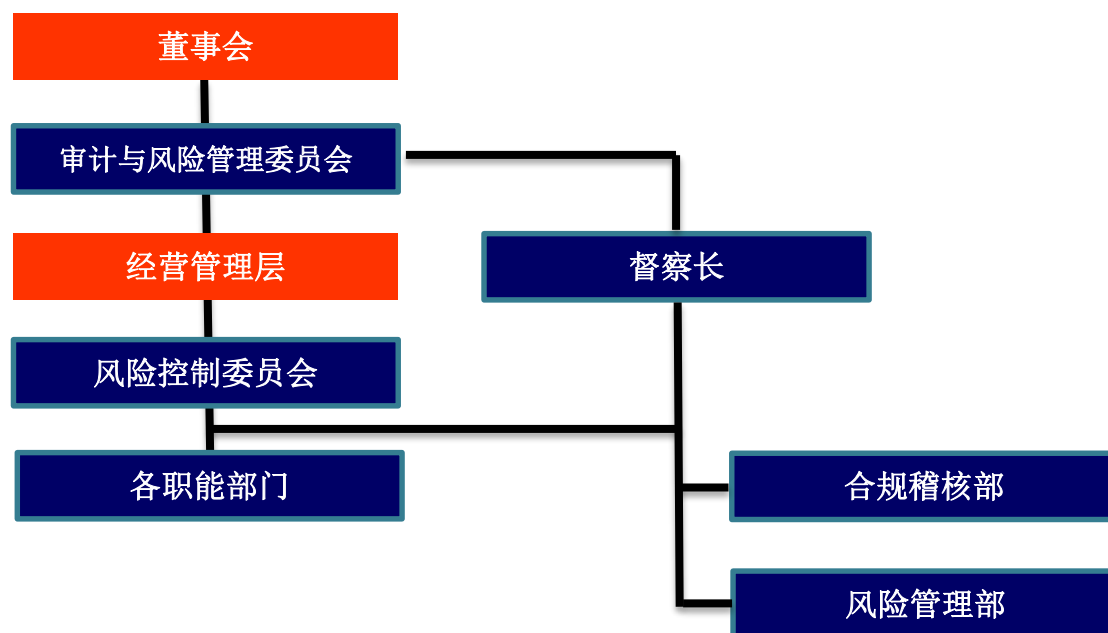 董事会
审计与风险管理委员会
经营管理层
督察长
风险控制委员会
各职能部门
合规稽核部
风险管理部